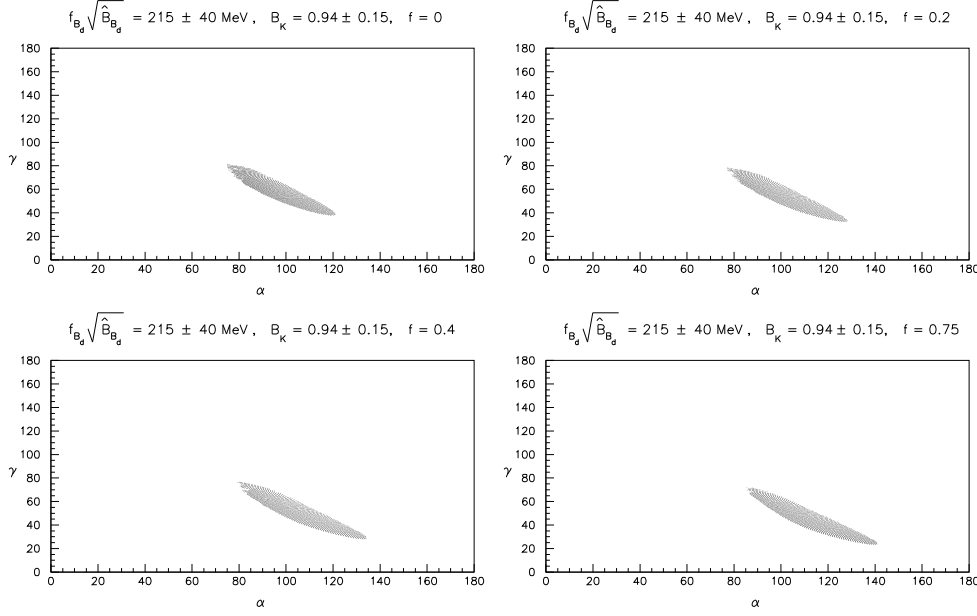 f_{B_d}√B̂_{B_d} = 215 ± 40 MeV , B_K = 0.94 ± 0.15, f = 0
180
160
140
120
100
80
60
40
20
0
γ
0 20 40 60 80 100 120 140 160 180
α
f_{B_d}√B̂_{B_d} = 215 ± 40 MeV , B_K = 0.94 ± 0.15, f = 0.2
180
160
140
120
100
80
60
40
20
0
γ
0 20 40 60 80 100 120 140 160 180
α
f_{B_d}√B̂_{B_d} = 215 ± 40 MeV , B_K = 0.94 ± 0.15, f = 0.4
180
160
140
120
100
80
60
40
20
0
γ
0 20 40 60 80 100 120 140 160 180
α
f_{B_d}√B̂_{B_d} = 215 ± 40 MeV , B_K = 0.94 ± 0.15, f = 0.75
180
160
140
120
100
80
60
40
20
0
γ
0 20 40 60 80 100 120 140 160 180
α